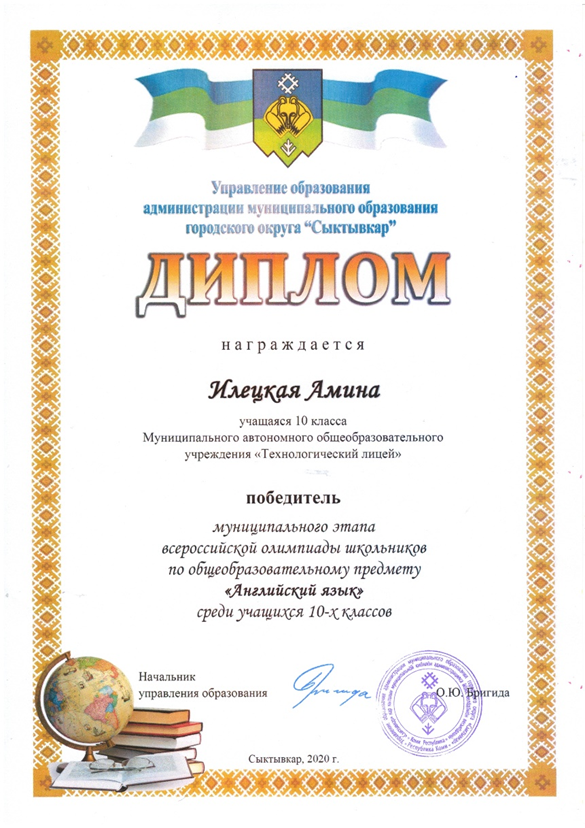 Управление образования
администрации муниципального образования
городского округа “Сыктывкар”
ДИПЛОМ
награждается
Илецкая Амина
учащаяся 10 класса
Муниципального автономного общеобразовательного
учреждения «Технологический лицей»
победитель
муниципального этапа
всероссийской олимпиады школьников
по общеобразовательному предмету
«Английский язык»
среди учащихся 10-х классов
Начальник
управления образования
О.Ю. Бригида
Сыктывкар, 2020 г.